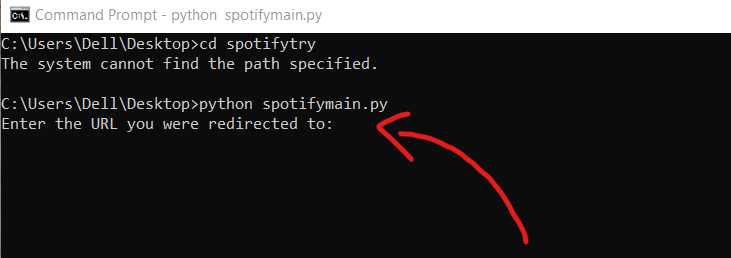 Command Prompt - python  spotifymain.py
C:\Users\Dell\Desktop>cd spotifytry
The system cannot find the path specified.
C:\Users\Dell\Desktop>python spotifymain.py
Enter the URL you were redirected to: